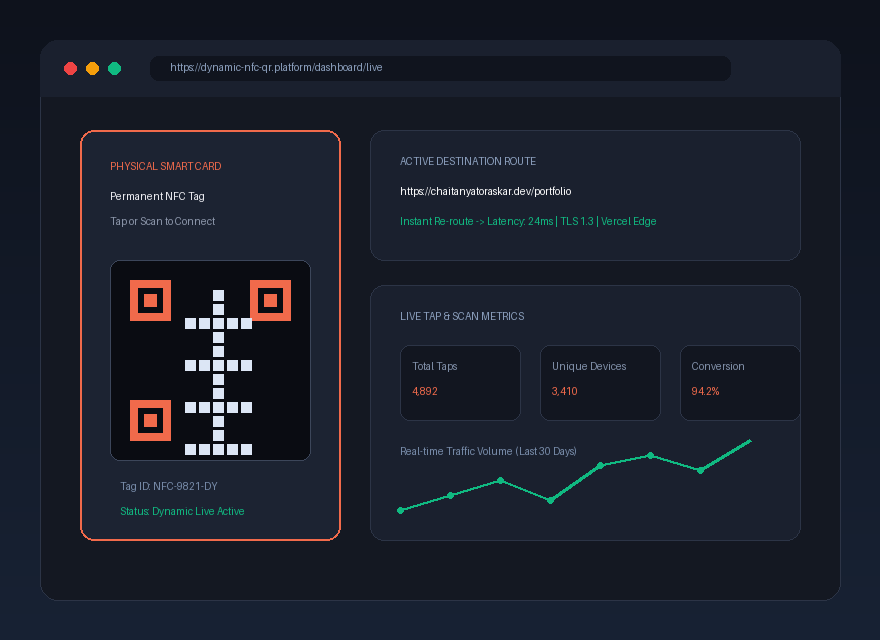 https://dynamic-nfc-qr.platform/dashboard/live
PHYSICAL SMART CARD
Permanent NFC Tag
Tap or Scan to Connect
Tag ID: NFC-9821-DY
Status: Dynamic Live Active
ACTIVE DESTINATION ROUTE
https://chaitanyatoraskar.dev/portfolio
Instant Re-route -> Latency: 24ms | TLS 1.3 | Vercel Edge
LIVE TAP & SCAN METRICS
Total Taps
4,892
Unique Devices
3,410
Conversion
94.2%
Real-time Traffic Volume (Last 30 Days)